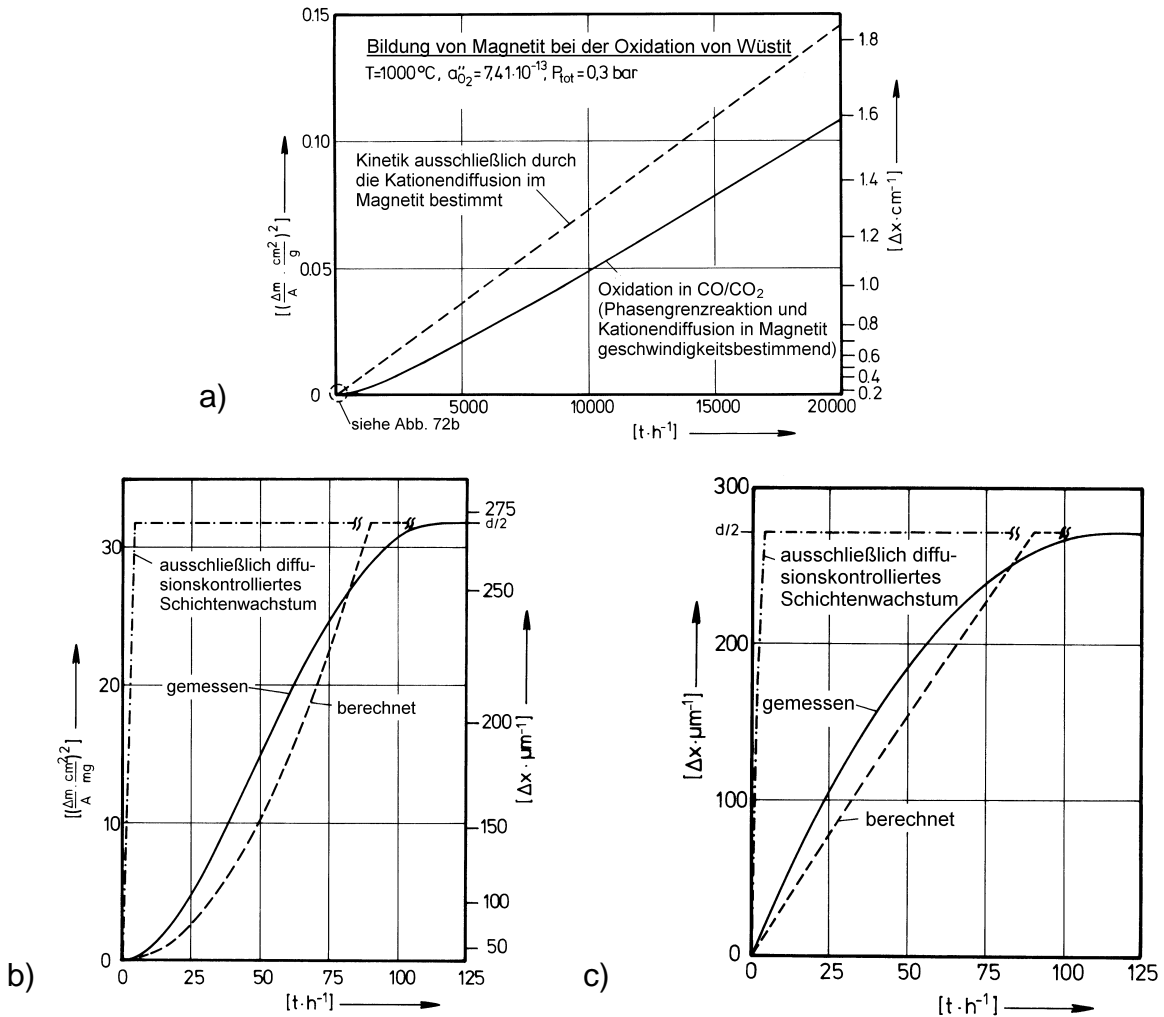 0.15
0.10
0.05
0
[(Δm/A · cm²/g)²]
Bildung von Magnetit bei der Oxidation von Wüstit
T=1000°C, a''O₂=7,41·10⁻¹³, Ptot=0,3 bar
Kinetik ausschließlich durch
die Kationendiffusion im
Magnetit bestimmt
Oxidation in CO/CO₂
(Phasengrenzreaktion und
Kationendiffusion in Magnetit
geschwindigkeitsbestimmend)
1.8
1.6
1.4
1.2
1.0
0.8
0.6
0.4
0.2
[Δx·cm⁻¹]
5000 10000 15000 20000
[t·h⁻¹]
siehe Abb. 72b
a)
30
20
10
0
[(Δm/A · cm²/mg)²]
ausschließlich diffu-
sionskontrolliertes
Schichtenwachstum
gemessen
berechnet
275
d/2
250
200
150
100
50
[Δx · µm⁻¹]
0 25 50 75 100 125
[t·h⁻¹]
b)
300
d/2
200
100
0
[Δx·µm⁻¹]
ausschließlich diffu-
sionskontrolliertes
Schichtenwachstum
gemessen
berechnet
0 25 50 75 100 125
[t·h⁻¹]
c)